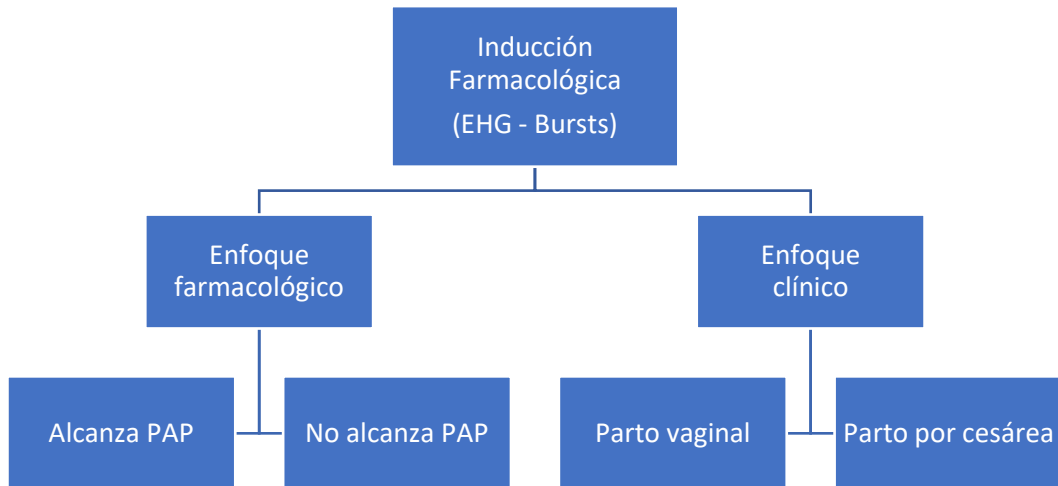 Inducción
Farmacológica
(EHG - Bursts)
Enfoque
farmacológico
Enfoque
clínico
Alcanza PAP
No alcanza PAP
Parto vaginal
Parto por cesárea